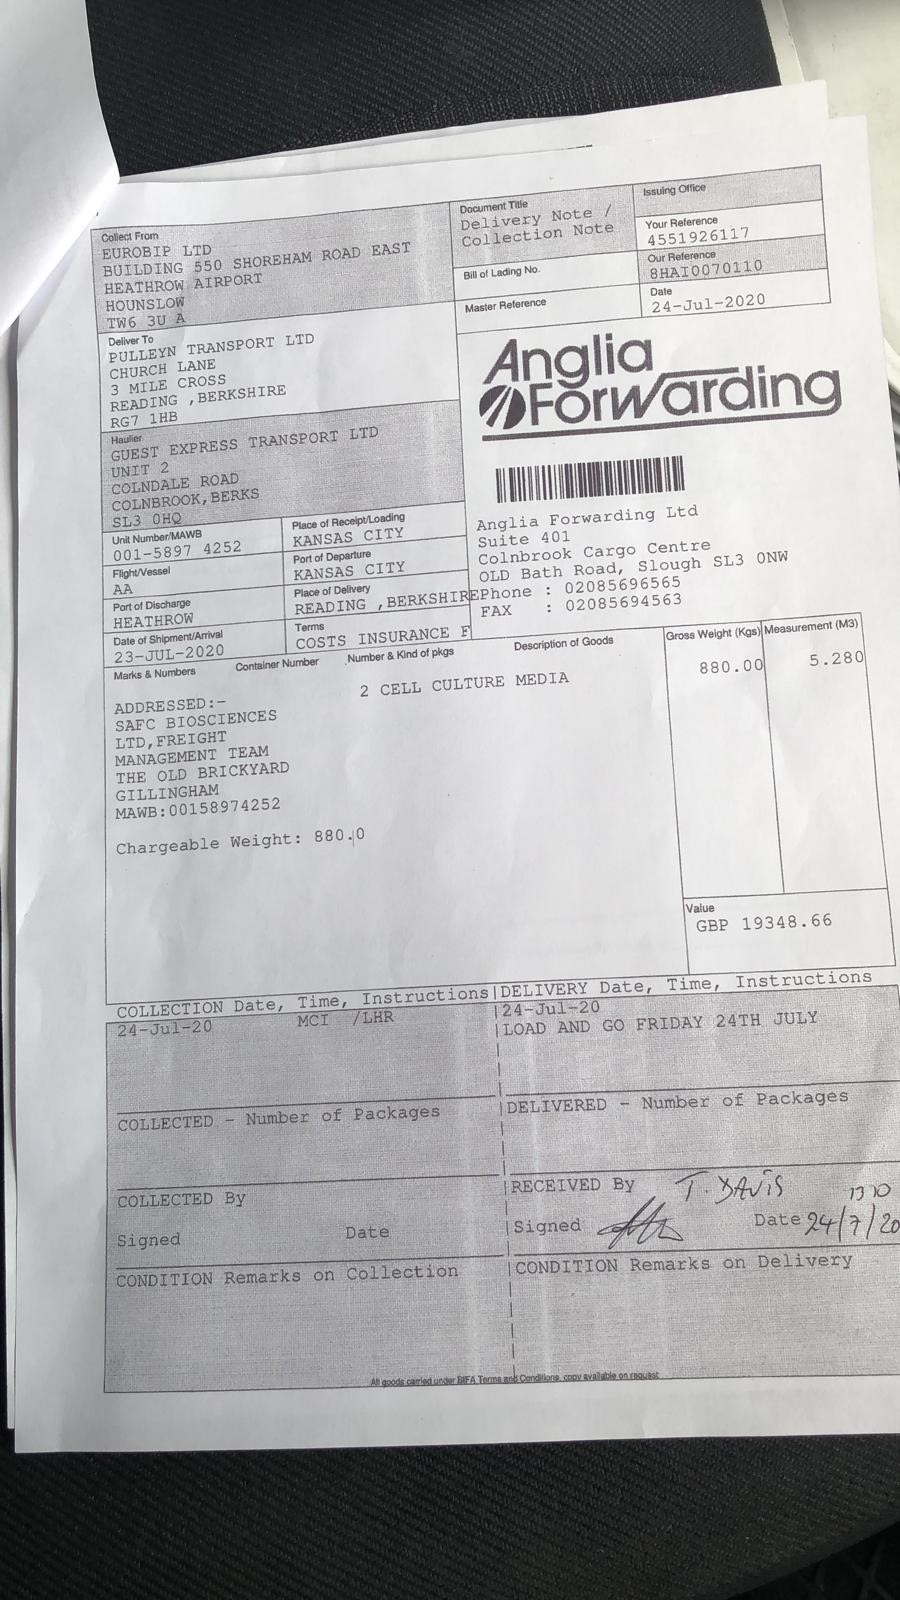 Collect From
EUROBIP LTD
BUILDING 550 SHOREHAM ROAD EAST
HEATHROW AIRPORT
HOUNSLOW
TW6 3U A
Document Title
Delivery Note /
Collection Note
Issuing Office
Your Reference
4551926117
Bill of Lading No.
Our Reference
8HAI0070110
Master Reference
Date
24-Jul-2020
Deliver To
PULLEYN TRANSPORT LTD
CHURCH LANE
3 MILE CROSS
READING ,BERKSHIRE
RG7 1HB
Anglia
Forwarding
Haulier
GUEST EXPRESS TRANSPORT LTD
UNIT 2
COLNDALE ROAD
COLNBROOK,BERKS
SL3 0HQ
Anglia Forwarding Ltd
Suite 401
Colnbrook Cargo Centre
OLD Bath Road, Slough SL3 0NW
Phone : 02085696565
FAX : 02085694563
Unit Number/MAWB
001-5897 4252
Place of Receipt/Loading
KANSAS CITY
Flight/Vessel
AA
Port of Departure
KANSAS CITY
Port of Discharge
HEATHROW
Place of Delivery
READING ,BERKSHIRE
Date of Shipment/Arrival
23-JUL-2020
Terms
COSTS INSURANCE F
Marks & Numbers Container Number Number & Kind of pkgs Description of Goods Gross Weight (Kgs) Measurement (M3)
2 CELL CULTURE MEDIA 880.00 5.280
ADDRESSED:-
SAFC BIOSCIENCES
LTD,FREIGHT
MANAGEMENT TEAM
THE OLD BRICKYARD
GILLINGHAM
MAWB:00158974252
Chargeable Weight: 880.0
Value
GBP 19348.66
COLLECTION Date, Time, Instructions
24-Jul-20 MCI /LHR
DELIVERY Date, Time, Instructions
24-Jul-20
LOAD AND GO FRIDAY 24TH JULY
COLLECTED - Number of Packages
DELIVERED - Number of Packages
COLLECTED By
Signed Date
RECEIVED By T. DAVIS 1310
Signed Date 24/7/20
CONDITION Remarks on Collection
CONDITION Remarks on Delivery
All goods carried under BIFA Terms and Conditions, copy available on request